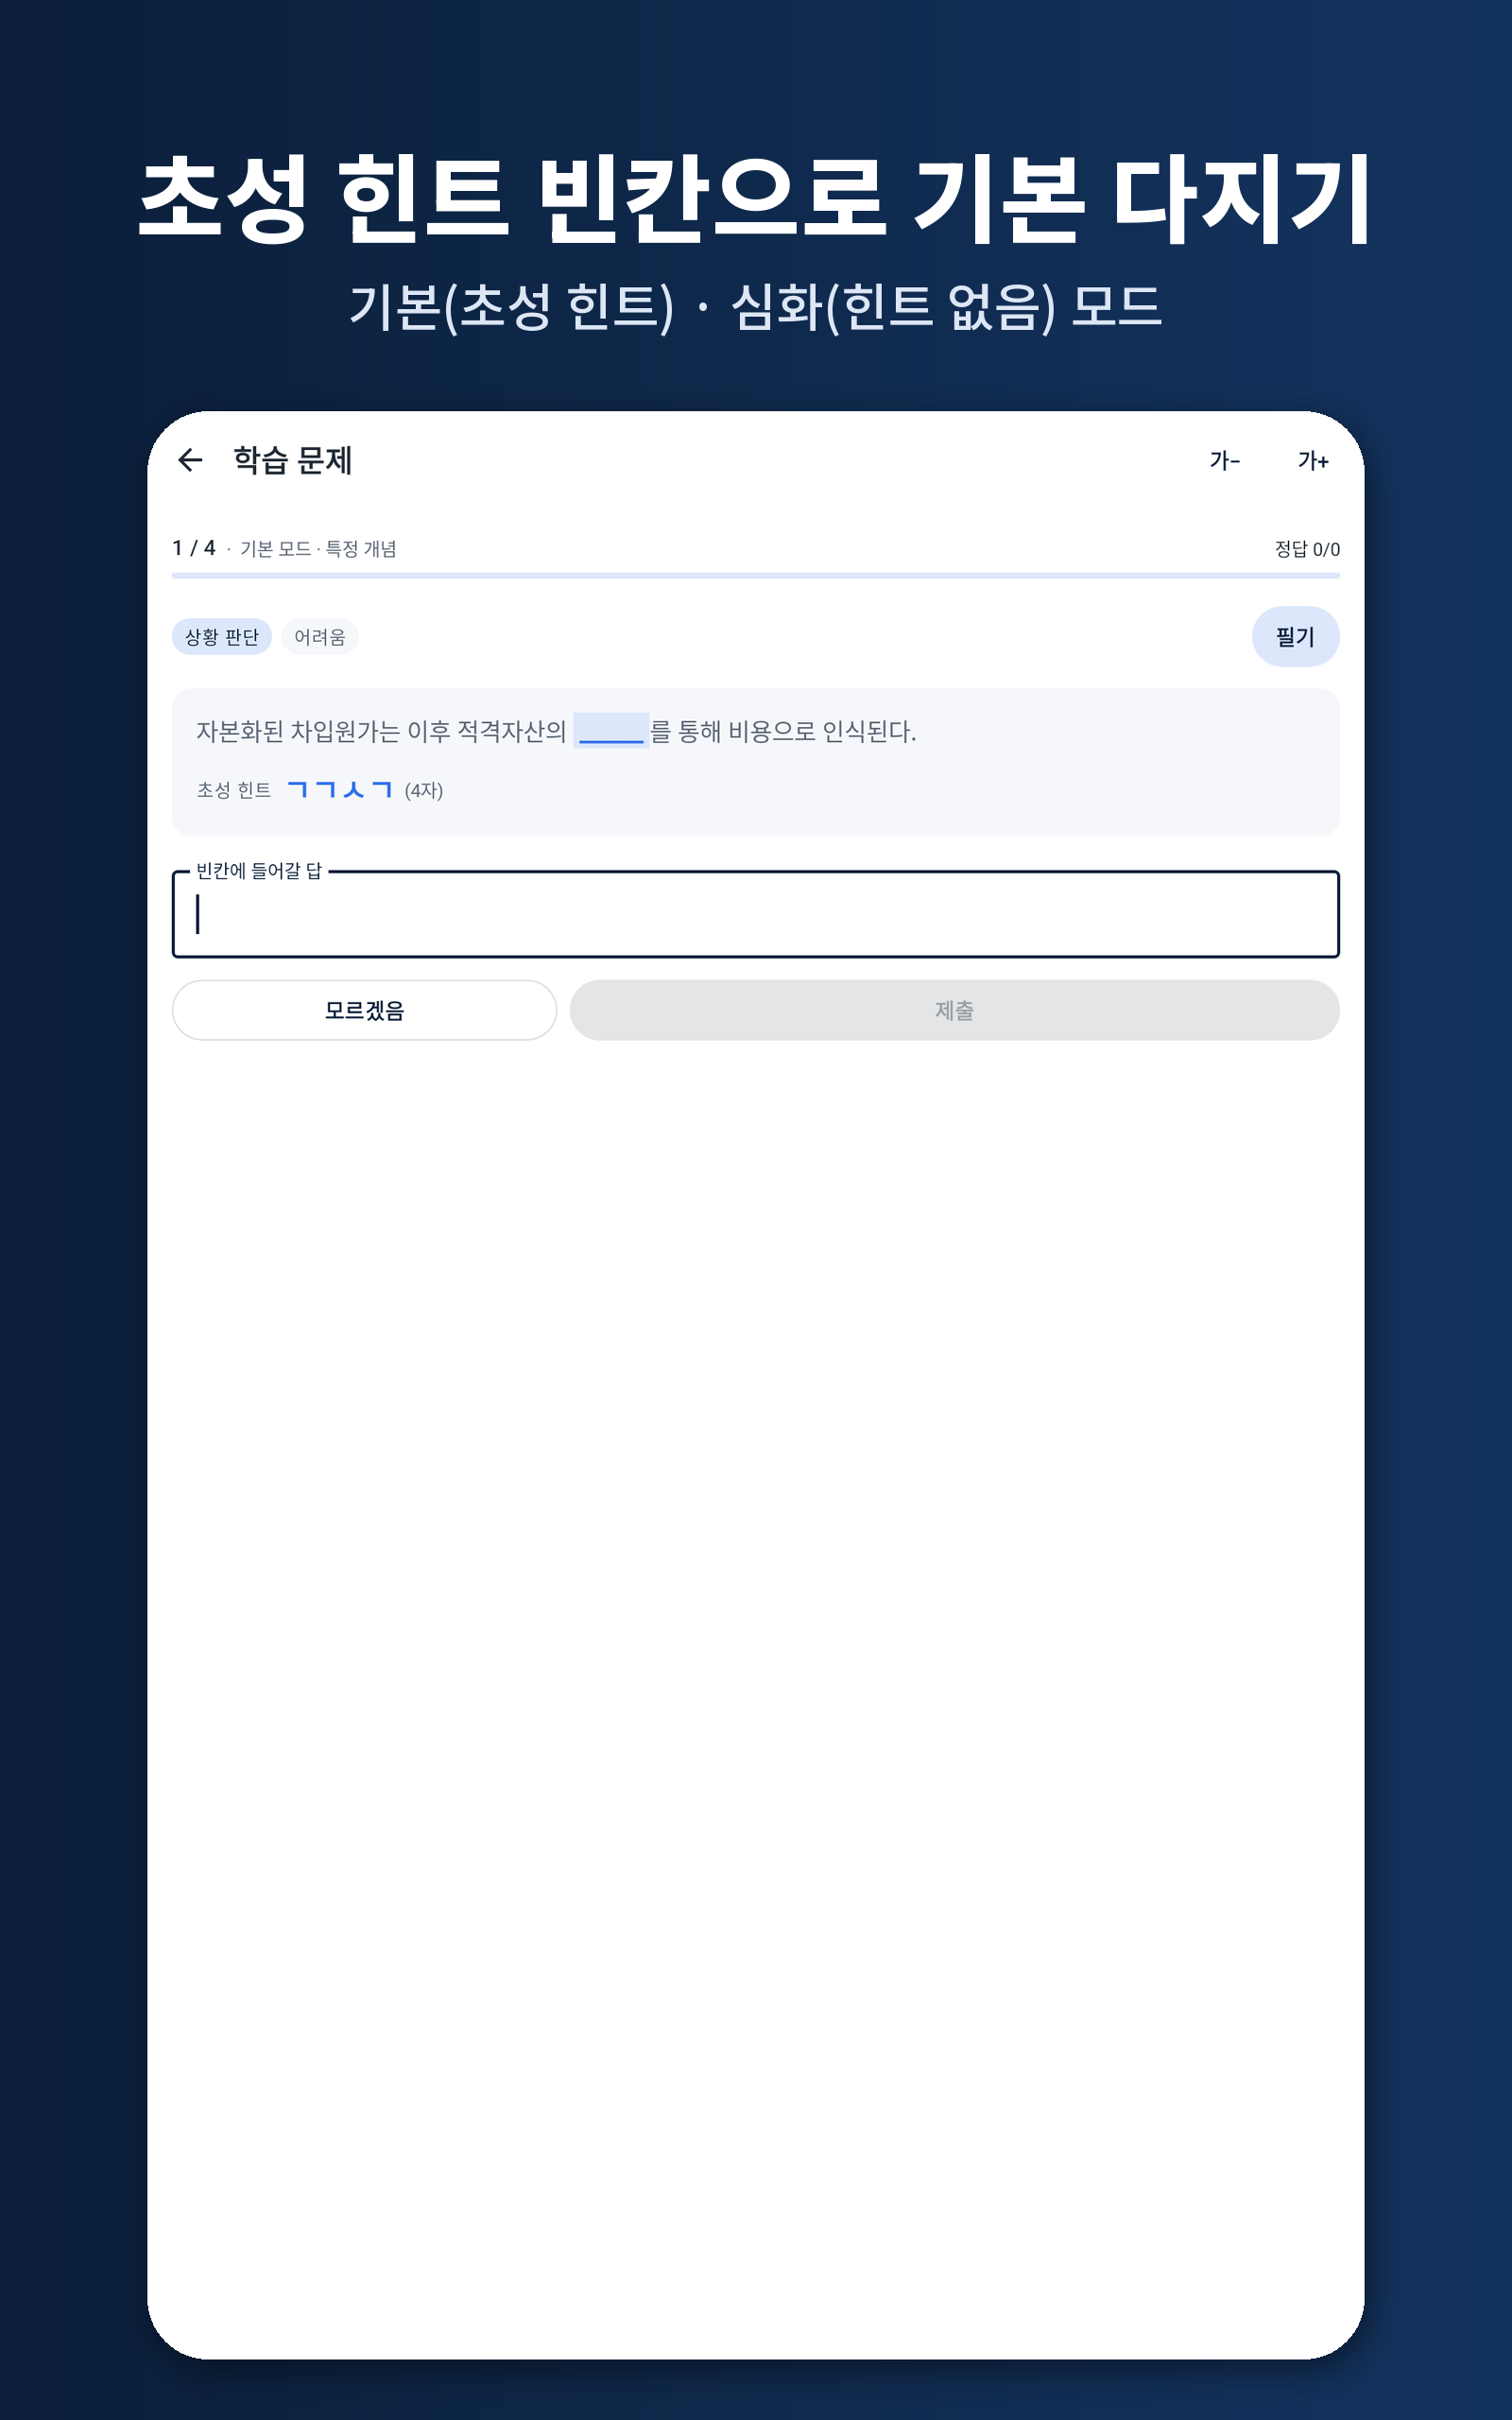 초성 힌트 빈칸으로 기본 다지기
기본(초성 힌트) · 심화(힌트 없음) 모드
학습 문제 가- 가+
1 / 4 · 기본 모드 · 특정 개념 정답 0/0
상황 판단 어려움 필기
자본화된 차입원가는 이후 적격자산의 ______를 통해 비용으로 인식된다.
초성 힌트 ㄱㄱㅅㄱ (4자)
빈칸에 들어갈 답
모르겠음 제출